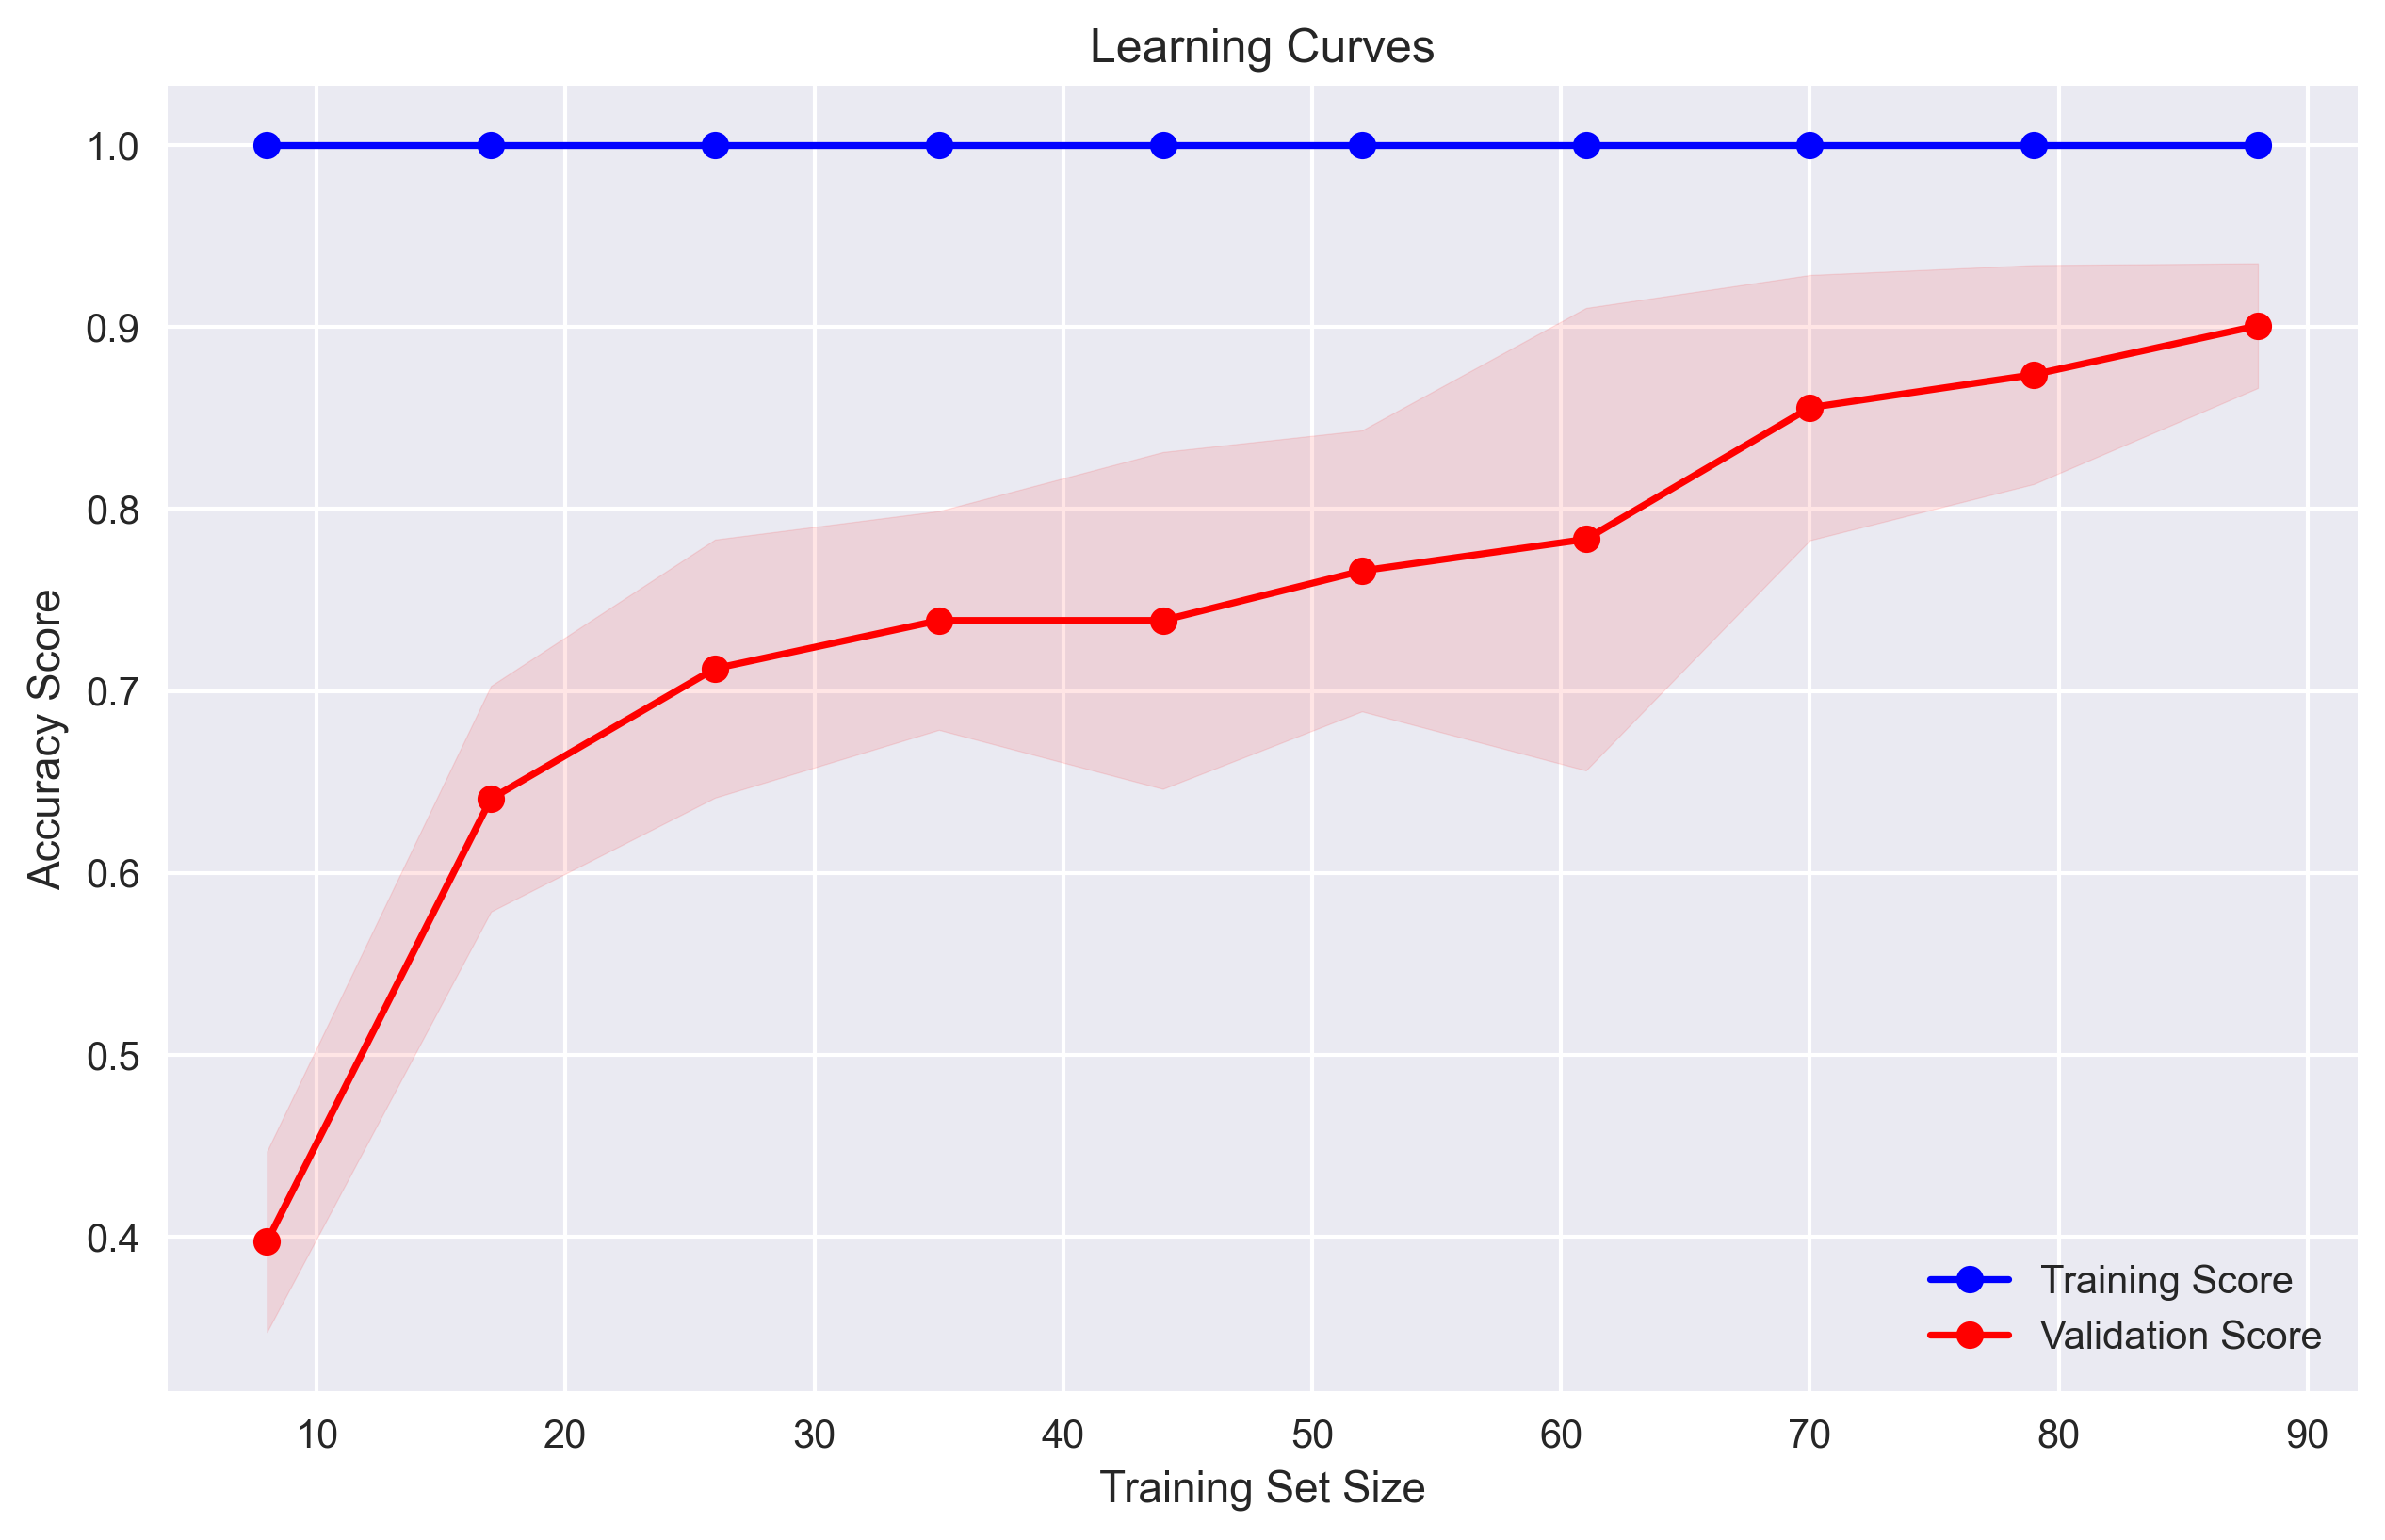 Learning Curves
1.0
0.9
0.8
0.7
0.6
0.5
0.4
Accuracy Score
Training Score
Validation Score
10 20 30 40 50 60 70 80 90
Training Set Size